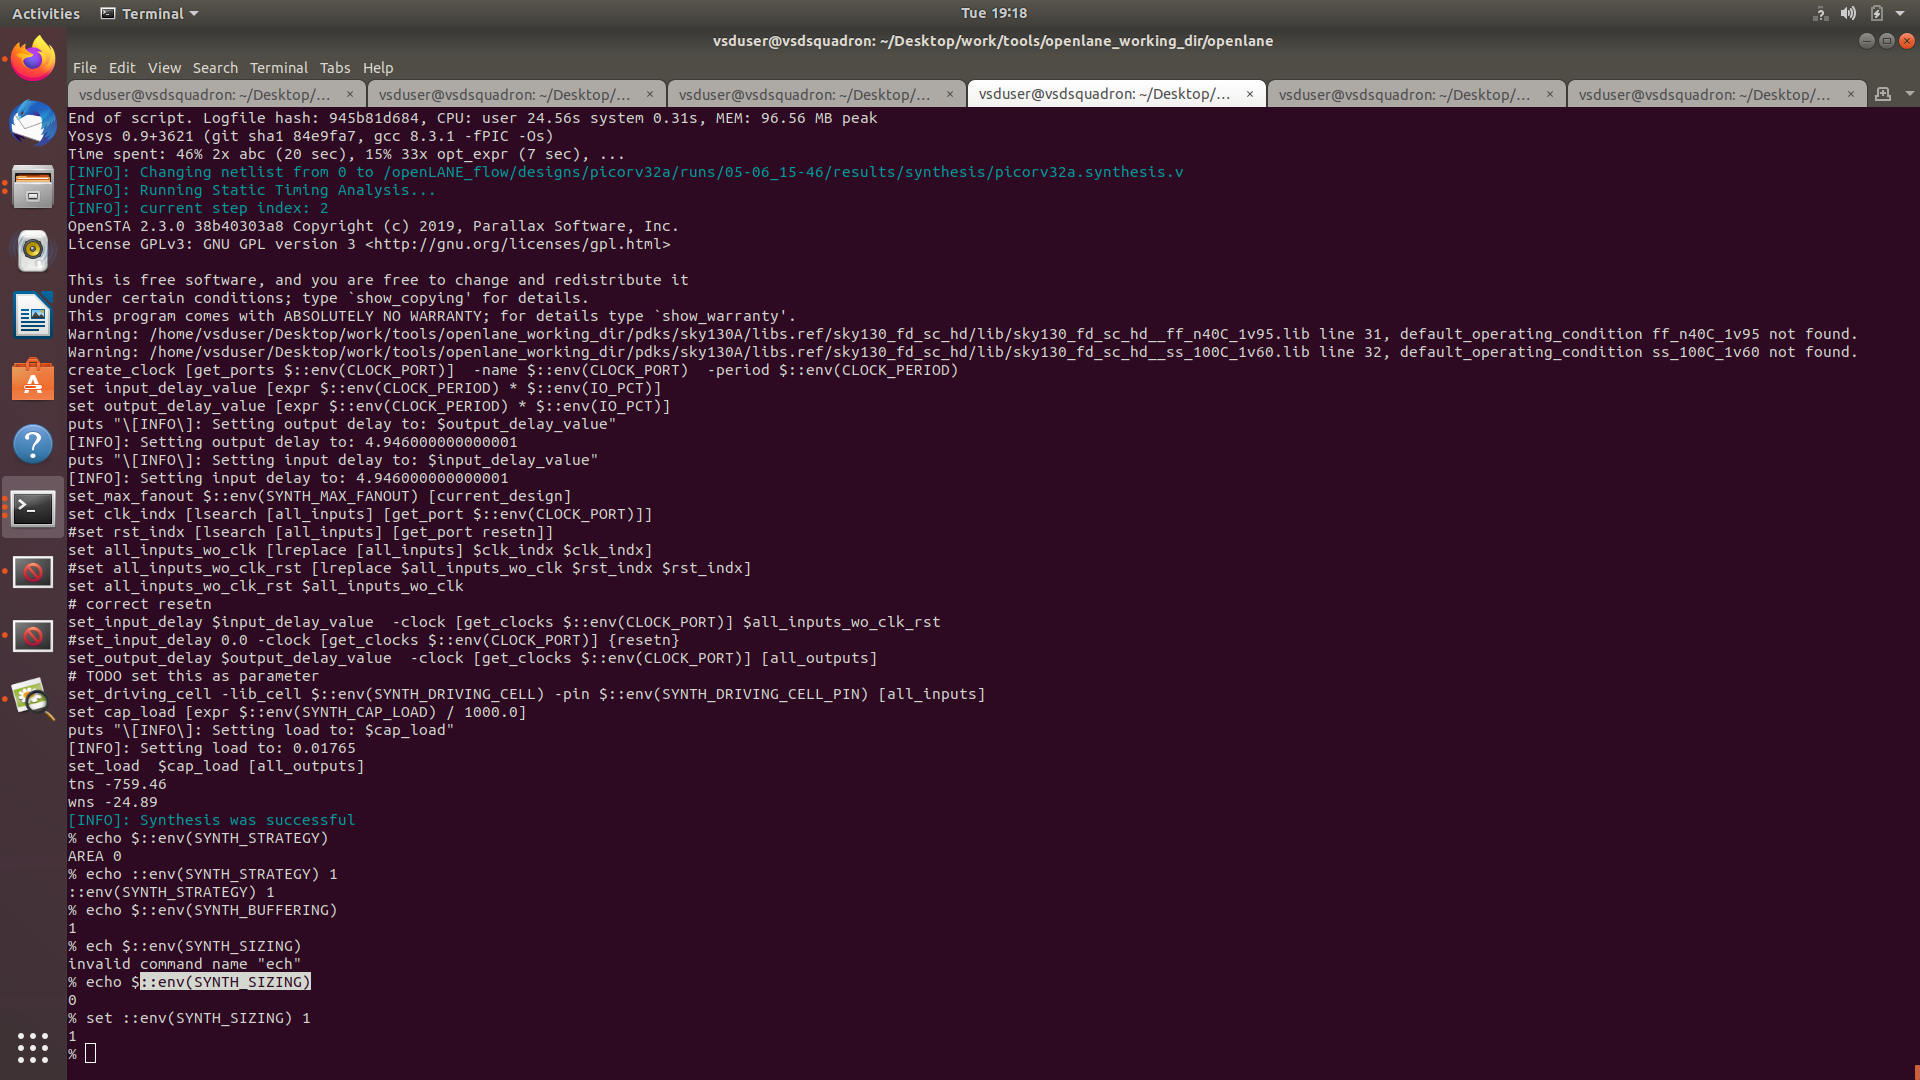 Activities
Terminal
Tue 19:18
vsduser@vsdsquadron: ~/Desktop/work/tools/openlane_working_dir/openlane
File Edit View Search Terminal Tabs Help
vsduser@vsdsquadron: ~/Desktop/... × vsduser@vsdsquadron: ~/Desktop/... × vsduser@vsdsquadron: ~/Desktop/... × vsduser@vsdsquadron: ~/Desktop/... × vsduser@vsdsquadron: ~/Desktop/... × vsduser@vsdsquadron: ~/Desktop/... ×
End of script. Logfile hash: 945b81d684, CPU: user 24.56s system 0.31s, MEM: 96.56 MB peak
Yosys 0.9+3621 (git sha1 84e9fa7, gcc 8.3.1 -fPIC -Os)
Time spent: 46% 2x abc (20 sec), 15% 33x opt_expr (7 sec), ...
[INFO]: Changing netlist from 0 to /openLANE_flow/designs/picorv32a/runs/05-06_15-46/results/synthesis/picorv32a.synthesis.v
[INFO]: Running Static Timing Analysis...
[INFO]: current step index: 2
OpenSTA 2.3.0 38b40303a8 Copyright (c) 2019, Parallax Software, Inc.
License GPLv3: GNU GPL version 3 <http://gnu.org/licenses/gpl.html>
This is free software, and you are free to change and redistribute it
under certain conditions; type `show_copying' for details.
This program comes with ABSOLUTELY NO WARRANTY; for details type `show_warranty'.
Warning: /home/vsduser/Desktop/work/tools/openlane_working_dir/pdks/sky130A/libs.ref/sky130_fd_sc_hd/lib/sky130_fd_sc_hd__ff_n40C_1v95.lib line 31, default_operating_condition ff_n40C_1v95 not found.
Warning: /home/vsduser/Desktop/work/tools/openlane_working_dir/pdks/sky130A/libs.ref/sky130_fd_sc_hd/lib/sky130_fd_sc_hd__ss_100C_1v60.lib line 32, default_operating_condition ss_100C_1v60 not found.
create_clock [get_ports $::env(CLOCK_PORT)]  -name $::env(CLOCK_PORT)  -period $::env(CLOCK_PERIOD)
set input_delay_value [expr $::env(CLOCK_PERIOD) * $::env(IO_PCT)]
set output_delay_value [expr $::env(CLOCK_PERIOD) * $::env(IO_PCT)]
puts "\[INFO\]: Setting output delay to: $output_delay_value"
[INFO]: Setting output delay to: 4.946000000000001
puts "\[INFO\]: Setting input delay to: $input_delay_value"
[INFO]: Setting input delay to: 4.946000000000001
set_max_fanout $::env(SYNTH_MAX_FANOUT) [current_design]
set clk_indx [lsearch [all_inputs] [get_port $::env(CLOCK_PORT)]]
#set rst_indx [lsearch [all_inputs] [get_port resetn]]
set all_inputs_wo_clk [lreplace [all_inputs] $clk_indx $clk_indx]
#set all_inputs_wo_clk_rst [lreplace $all_inputs_wo_clk $rst_indx $rst_indx]
set all_inputs_wo_clk_rst $all_inputs_wo_clk
# correct resetn
set_input_delay $input_delay_value  -clock [get_clocks $::env(CLOCK_PORT)] $all_inputs_wo_clk_rst
#set_input_delay 0.0 -clock [get_clocks $::env(CLOCK_PORT)] {resetn}
set_output_delay $output_delay_value  -clock [get_clocks $::env(CLOCK_PORT)] [all_outputs]
# TODO set this as parameter
set_driving_cell -lib_cell $::env(SYNTH_DRIVING_CELL) -pin $::env(SYNTH_DRIVING_CELL_PIN) [all_inputs]
set cap_load [expr $::env(SYNTH_CAP_LOAD) / 1000.0]
puts "\[INFO\]: Setting load to: $cap_load"
[INFO]: Setting load to: 0.01765
set_load  $cap_load [all_outputs]
tns -759.46
wns -24.89
[INFO]: Synthesis was successful
% echo $::env(SYNTH_STRATEGY)
AREA 0
% echo ::env(SYNTH_STRATEGY) 1
::env(SYNTH_STRATEGY) 1
% echo $::env(SYNTH_BUFFERING)
1
% ech $::env(SYNTH_SIZING)
invalid command name "ech"
% echo $::env(SYNTH_SIZING)
0
% set ::env(SYNTH_SIZING) 1
1
%